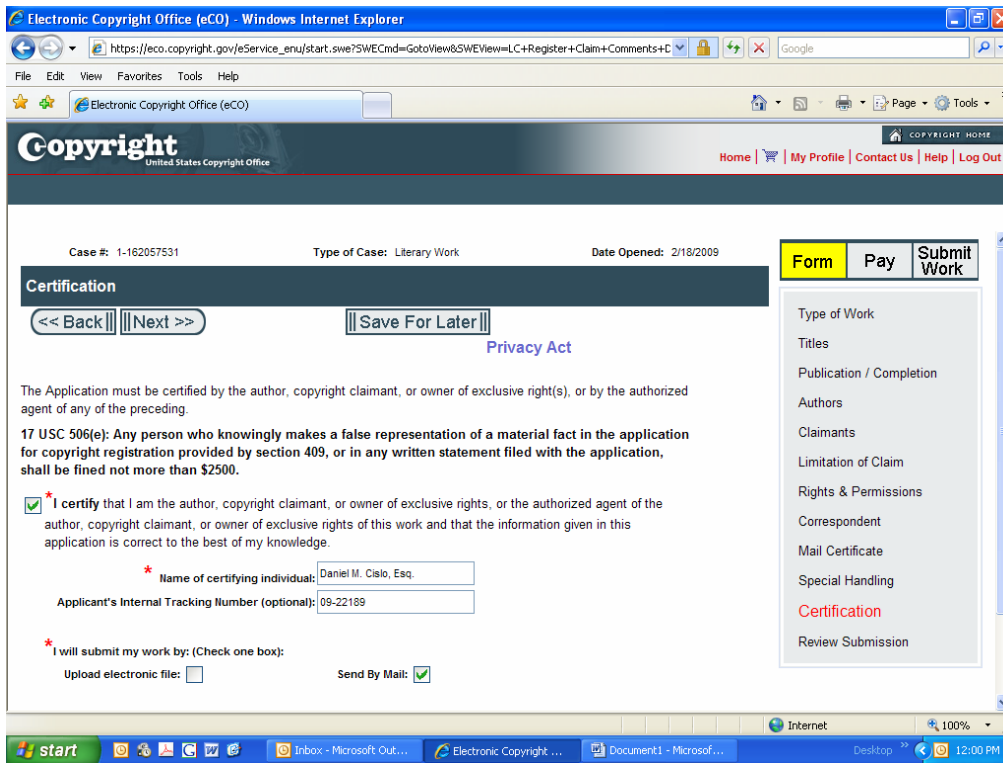 Electronic Copyright Office (eCO) - Windows Internet Explorer
https://eco.copyright.gov/eService_enu/start.swe?SWECmd=GotoView&SWEView=LC+Register+Claim+Comments+D
Google
File Edit View Favorites Tools Help
Electronic Copyright Office (eCO)
Page Tools
COPYRIGHT HOME
Copyright
United States Copyright Office
Home | | My Profile | Contact Us | Help | Log Out
Case #: 1-162057531 Type of Case: Literary Work Date Opened: 2/18/2009
Form Pay Submit Work
Certification
<< Back|| ||Next >> ||Save For Later||
Privacy Act
The Application must be certified by the author, copyright claimant, or owner of exclusive right(s), or by the authorized
agent of any of the preceding.
17 USC 506(e): Any person who knowingly makes a false representation of a material fact in the application
for copyright registration provided by section 409, or in any written statement filed with the application,
shall be fined not more than $2500.
*I certify that I am the author, copyright claimant, or owner of exclusive rights, or the authorized agent of the
author, copyright claimant, or owner of exclusive rights of this work and that the information given in this
application is correct to the best of my knowledge.
* Name of certifying individual: Daniel M. Cislo, Esq.
Applicant's Internal Tracking Number (optional): 09-22189
*I will submit my work by: (Check one box):
Upload electronic file: Send By Mail:
Type of Work
Titles
Publication / Completion
Authors
Claimants
Limitation of Claim
Rights & Permissions
Correspondent
Mail Certificate
Special Handling
Certification
Review Submission
Internet 100%
start Inbox - Microsoft Out... Electronic Copyright ... Document1 - Microsof... Desktop 12:00 PM